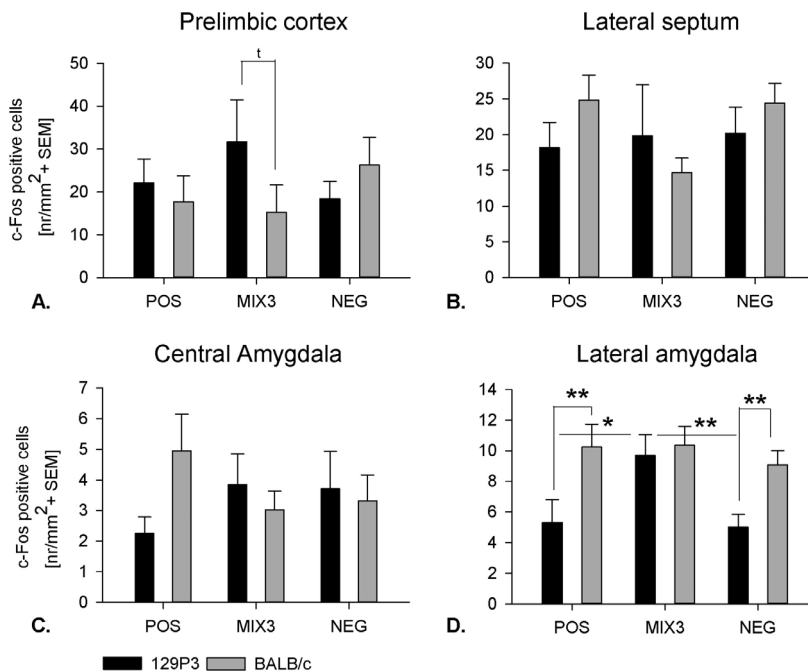 Prelimbic cortex
c-Fos positive cells
[nr/mm²+ SEM]
50
40
30
20
10
0
t
POS MIX3 NEG
A.
Lateral septum
30
25
20
15
10
5
0
POS MIX3 NEG
B.
Central Amygdala
c-Fos positive cells
[nr/mm²+ SEM]
7
6
5
4
3
2
1
0
POS MIX3 NEG
C.
Lateral amygdala
14
12
10
8
6
4
2
0
** * ** **
POS MIX3 NEG
D.
129P3 BALB/c